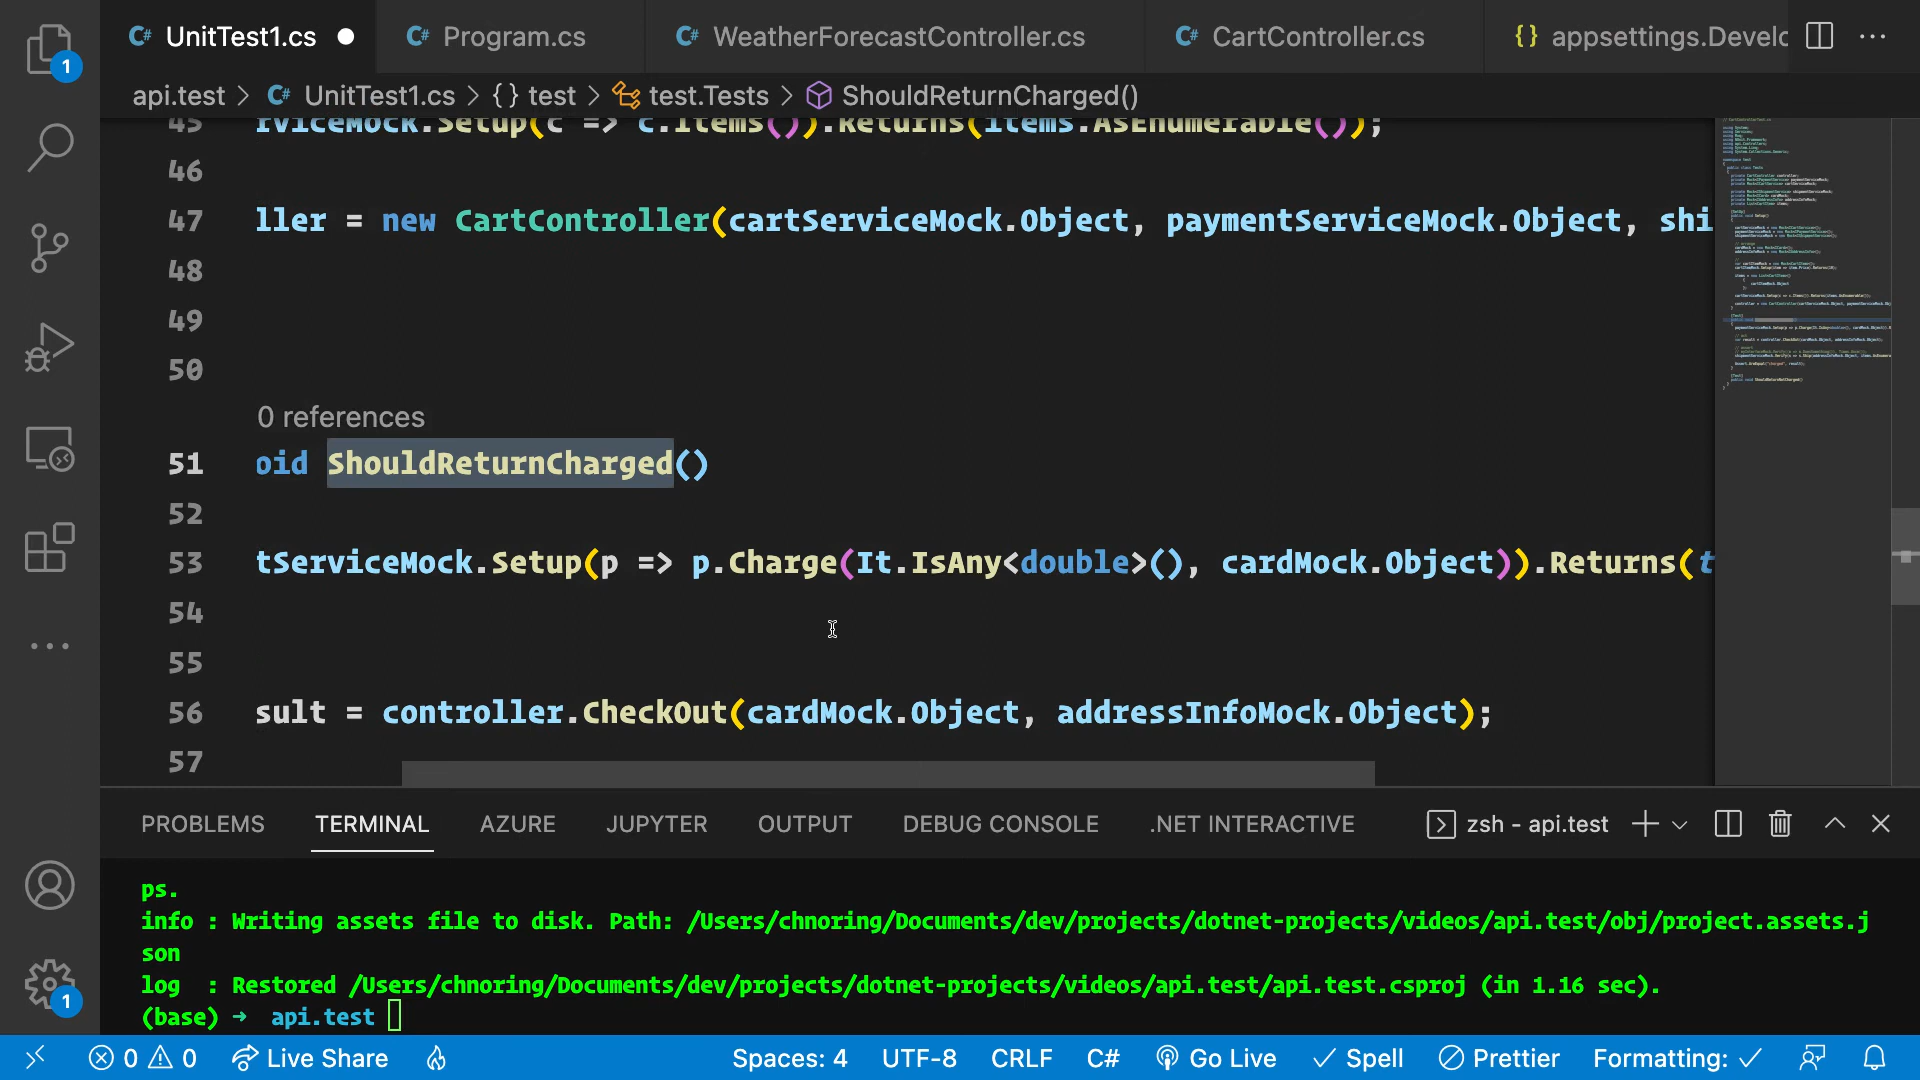 1
C# UnitTest1.cs
C# Program.cs
C# WeatherForecastController.cs
C# CartController.cs
{} appsettings.Develo
...
api.test > C# UnitTest1.cs > {} test > test.Tests > ShouldReturnCharged()
45 rviceMock.Setup(c => c.Items()).Returns(items.AsEnumerable());
46
47 ller = new CartController(cartServiceMock.Object, paymentServiceMock.Object, shi
48
49
50
0 references
51 oid ShouldReturnCharged()
52
53 tServiceMock.Setup(p => p.Charge(It.IsAny<double>(), cardMock.Object)).Returns(t
54
55
56 sult = controller.CheckOut(cardMock.Object, addressInfoMock.Object);
57
PROBLEMS TERMINAL AZURE JUPYTER OUTPUT DEBUG CONSOLE .NET INTERACTIVE zsh - api.test
ps.
info : Writing assets file to disk. Path: /Users/chnoring/Documents/dev/projects/dotnet-projects/videos/api.test/obj/project.assets.j
son
log : Restored /Users/chnoring/Documents/dev/projects/dotnet-projects/videos/api.test/api.test.csproj (in 1.16 sec).
(base) → api.test
1
0 0 Live Share Spaces: 4 UTF-8 CRLF C# Go Live Spell Prettier Formatting: ✓